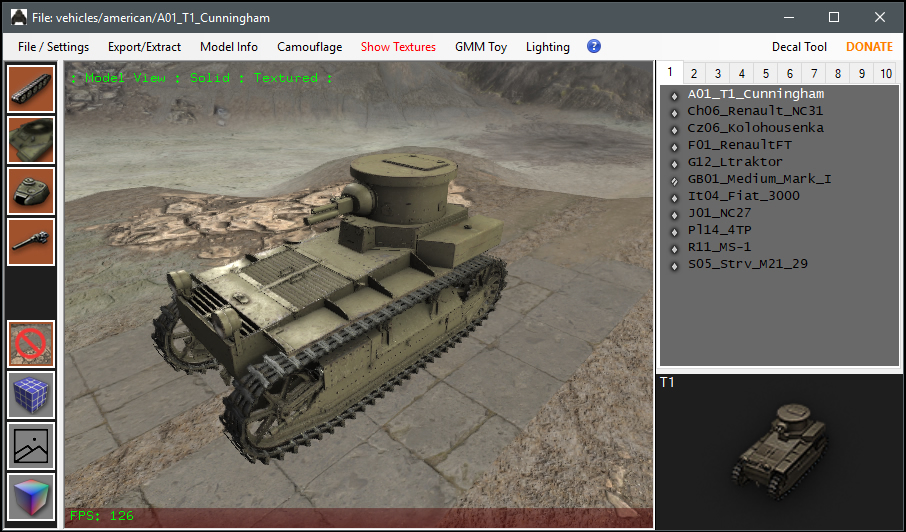 File: vehicles/american/A01_T1_Cunningham
File / Settings Export/Extract Model Info Camouflage Show Textures GMM Toy Lighting ? Decal Tool DONATE
: Model View : Solid : Textured :
1 2 3 4 5 6 7 8 9 10
A01_T1_Cunningham
Ch06_Renault_NC31
Cz06_Kolohousenka
F01_RenaultFT
G12_Ltraktor
GB01_Medium_Mark_I
It04_Fiat_3000
J01_NC27
Pl14_4TP
R11_MS-1
S05_Strv_M21_29
T1
FPS: 126